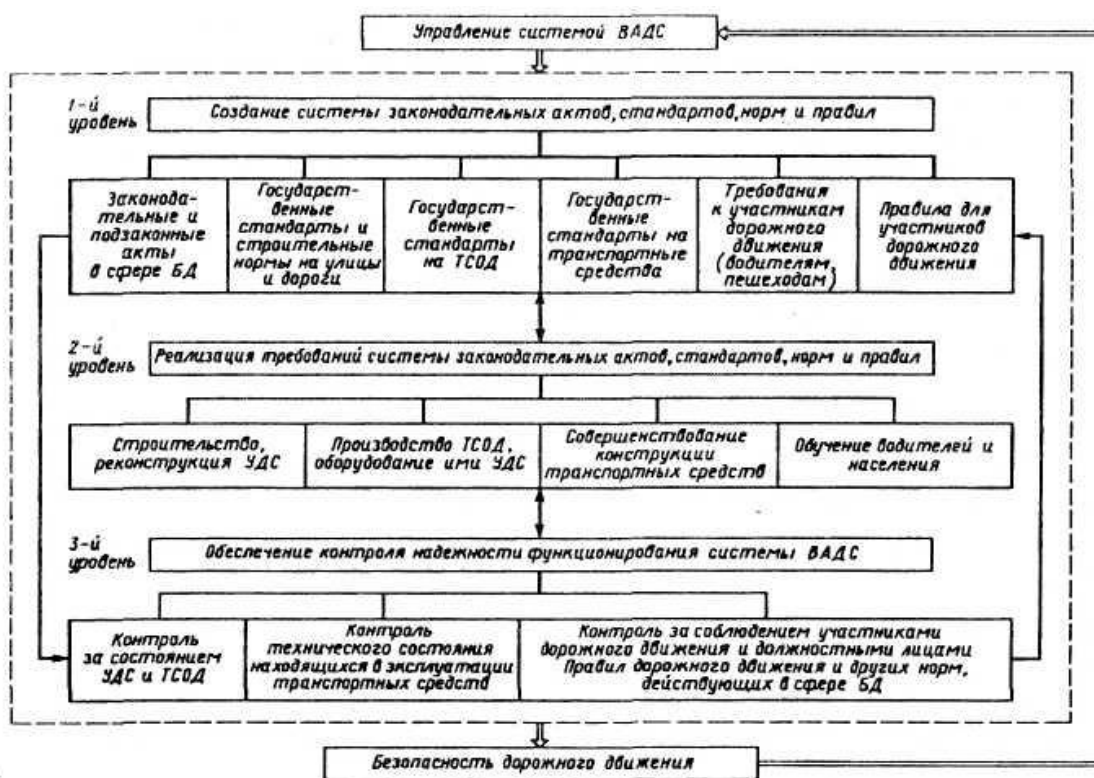 Управление системой ВАДС
1-й
уровень
Создание системы законодательных актов, стандартов, норм и правил
Законода-
тельные и
подзаконные
акты
в сфере БД
Государст-
венные
стандарты и
строительные
нормы на улицы
и дороги
Государст-
венные
стандарты
на ТСОД
Государст-
венные
стандарты на
транспортные
средства
Требования
к участникам
дорожного
движения
(водителям,
пешеходам)
Правила для
участников
дорожного
движения
2-й
уровень
Реализация требований системы законодательных актов, стандартов, норм и правил
Строительство,
реконструкция УДС
Производство ТСОД,
оборудование ими УДС
Совершенствование
конструкции
транспортных средств
Обучение водителей и
населения
3-й
уровень
Обеспечение контроля надежности функционирования системы ВАДС
Контроль
за состоянием
УДС и ТСОД
Контроль
технического состояния
находящихся в эксплуатации
транспортных средств
Контроль за соблюдением участниками
дорожного движения и должностными лицами
Правил дорожного движения и других норм,
действующих в сфере БД
Безопасность дорожного движения